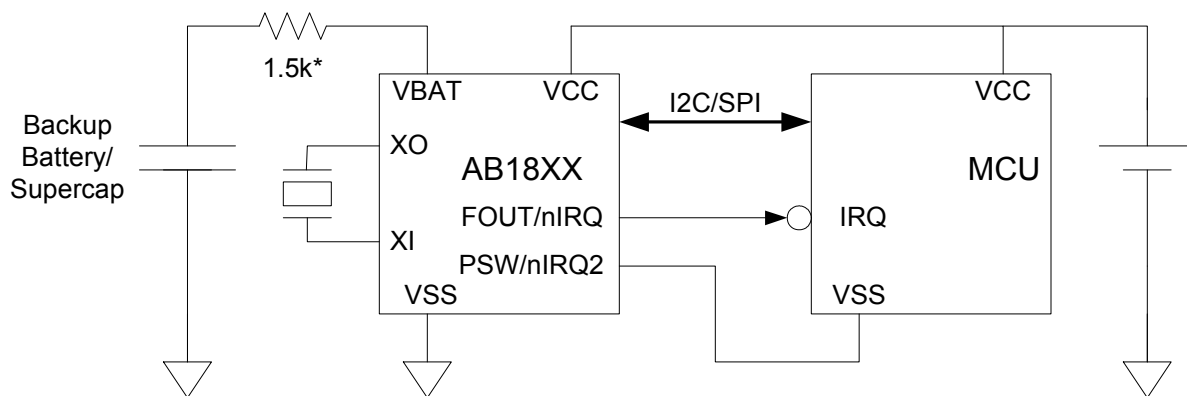 1.5k*
VBAT
VCC
I2C/SPI
VCC
Backup
Battery/
Supercap
XO
AB18XX
MCU
FOUT/nIRQ
IRQ
XI
PSW/nIRQ2
VSS
VSS